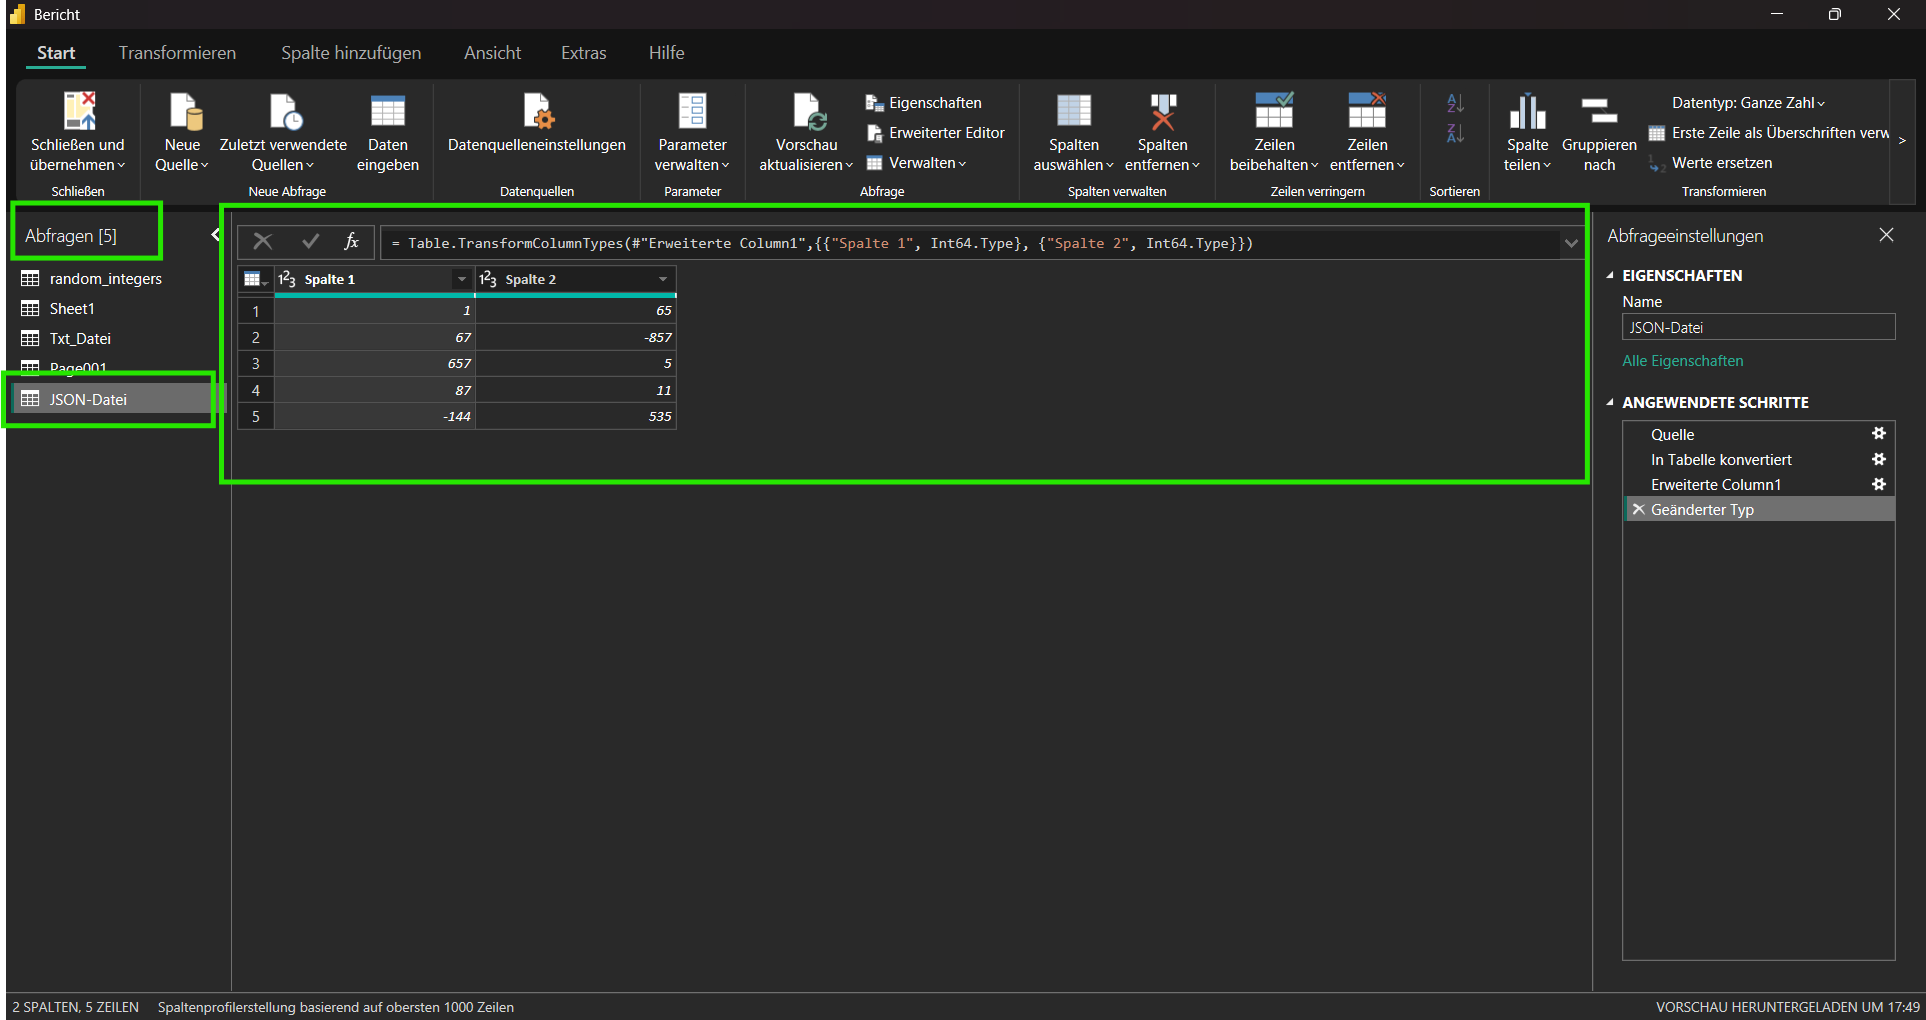 Bericht
Start Transformieren Spalte hinzufügen Ansicht Extras Hilfe
Schließen und übernehmen
Schließen
Neue Quelle
Zuletzt verwendete Quellen
Daten eingeben
Neue Abfrage
Datenquelleneinstellungen
Datenquellen
Parameter verwalten
Parameter
Vorschau aktualisieren
Eigenschaften
Erweiterter Editor
Verwalten
Abfrage
Spalten auswählen
Spalten entfernen
Spalten verwalten
Zeilen beibehalten
Zeilen entfernen
Zeilen verringern
A Z
Z A
Sortieren
Spalte teilen
Gruppieren nach
Datentyp: Ganze Zahl
Erste Zeile als Überschriften verw
1 2 Werte ersetzen
Transformieren
>
Abfragen [5]
random_integers
Sheet1
Txt_Datei
Page001
JSON-Datei
fx = Table.TransformColumnTypes(#"Erweiterte Column1",{{"Spalte 1", Int64.Type}, {"Spalte 2", Int64.Type}})
123 Spalte 1 123 Spalte 2
1 1 65
2 67 -857
3 657 5
4 87 11
5 -144 535
Abfrageeinstellungen
EIGENSCHAFTEN
Name
JSON-Datei
Alle Eigenschaften
ANGEWENDETE SCHRITTE
Quelle
In Tabelle konvertiert
Erweiterte Column1
Geänderter Typ
2 SPALTEN, 5 ZEILEN Spaltenprofilerstellung basierend auf obersten 1000 Zeilen VORSCHAU HERUNTERGELADEN UM 17:49